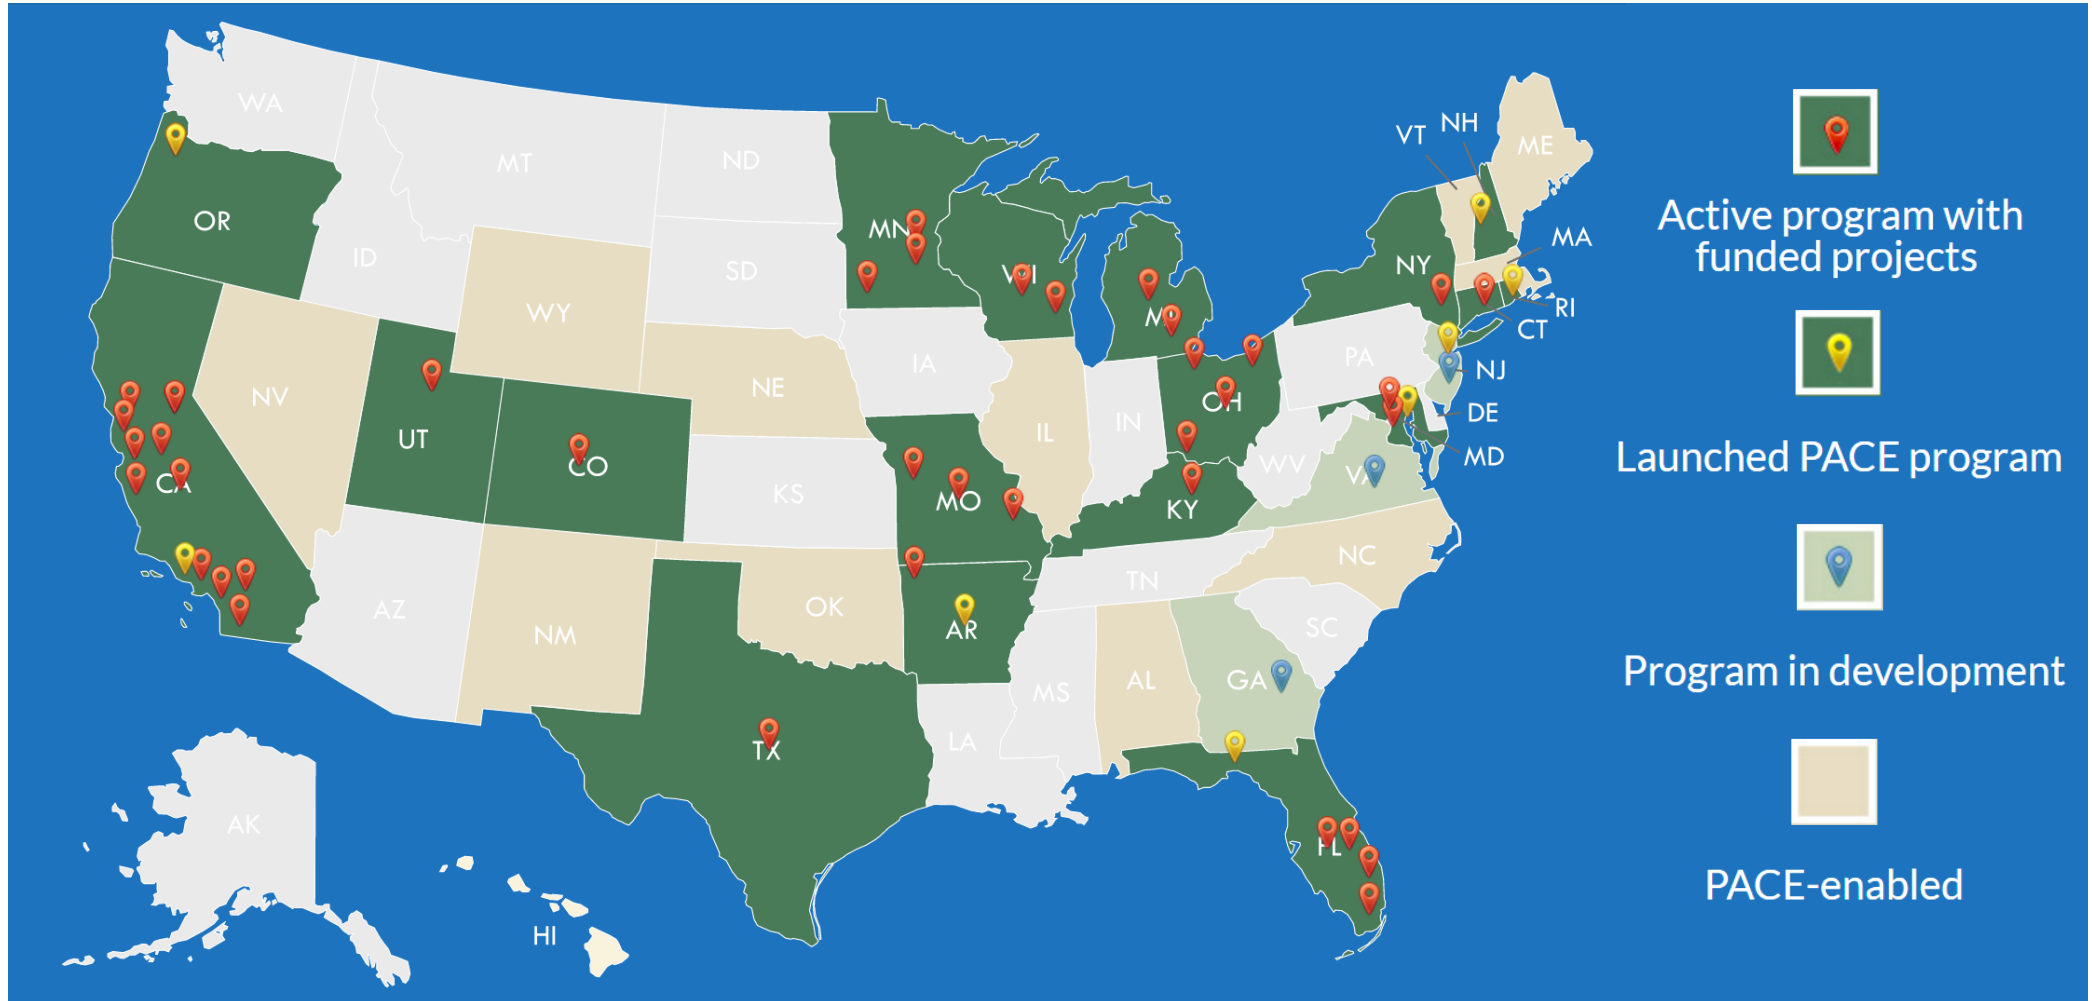 WA
MT
ND
MN
VT
NH
ME
OR
ID
SD
WI
MI
NY
MA
RI
CT
WY
IA
PA
NJ
NV
NE
IL
IN
OH
DE
MD
UT
CO
CA
KS
MO
KY
WV
VA
AZ
NM
OK
AR
TN
NC
SC
MS
AL
GA
LA
TX
FL
AK
HI
Active program with
funded projects
Launched PACE program
Program in development
PACE-enabled